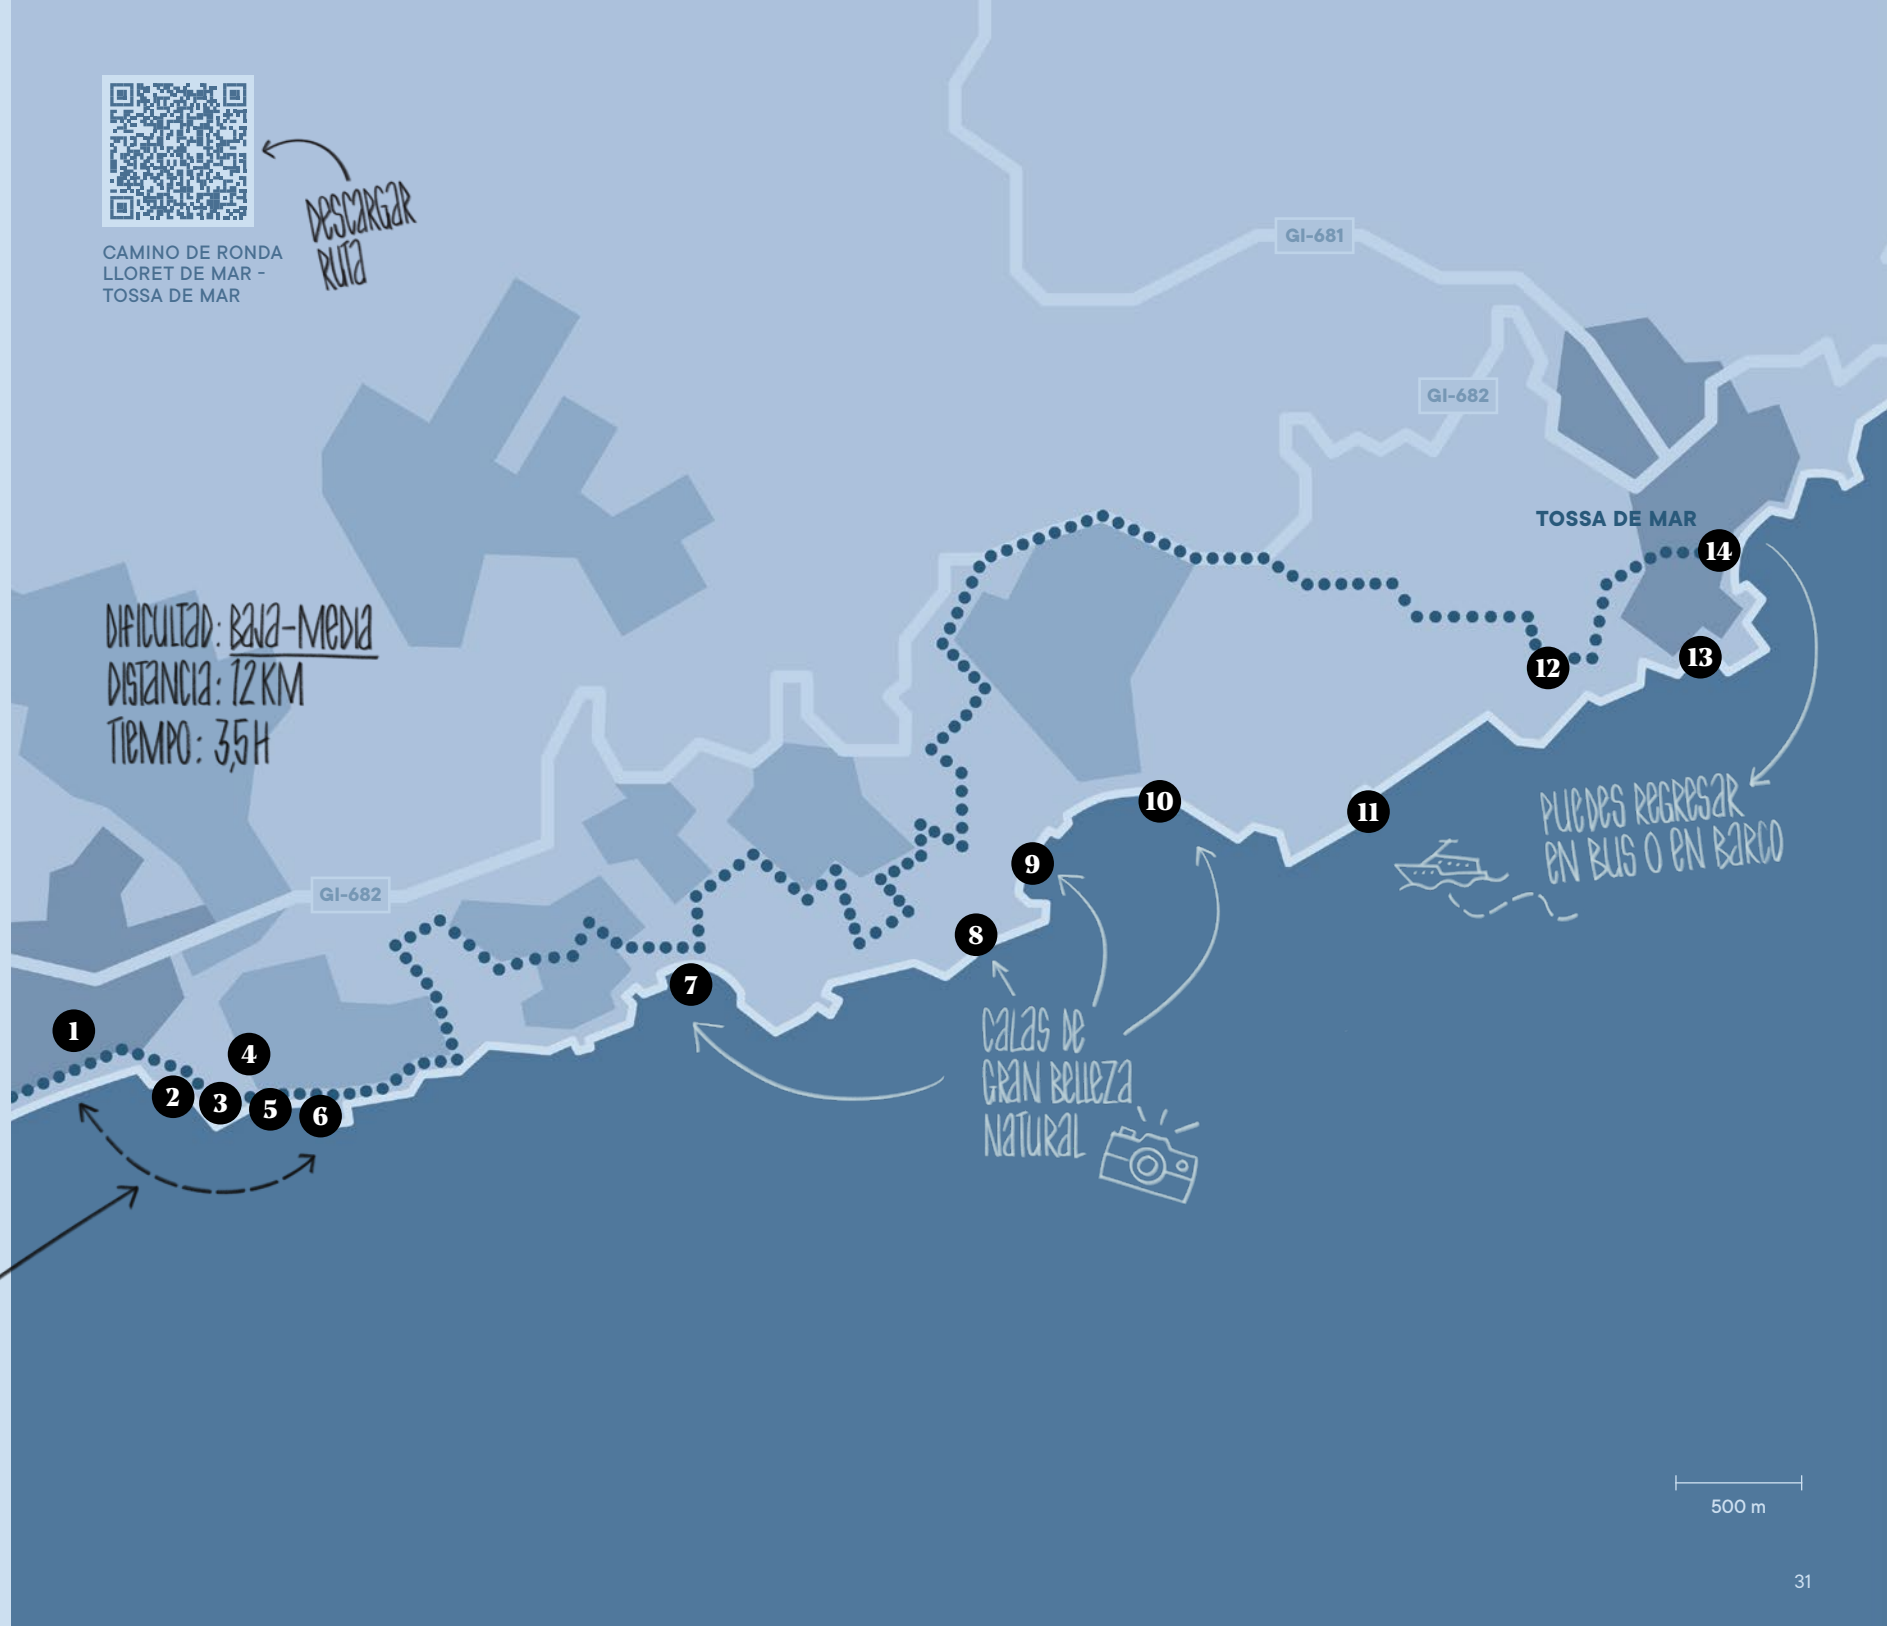 DESCARGAR
RUTA
CAMINO DE RONDA
LLORET DE MAR -
TOSSA DE MAR
GI-681
GI-682
TOSSA DE MAR
14
DIFICULTAD: BAJA-MEDIA
DISTANCIA: 12 KM
TIEMPO: 3,5 H
13
12
10
11
PUEDES REGRESAR
EN BUS O EN BARCO
9
GI-682
8
7
CALAS DE
GRAN BELLEZA
NATURAL
1
4
2
3
5
6
500 m
31